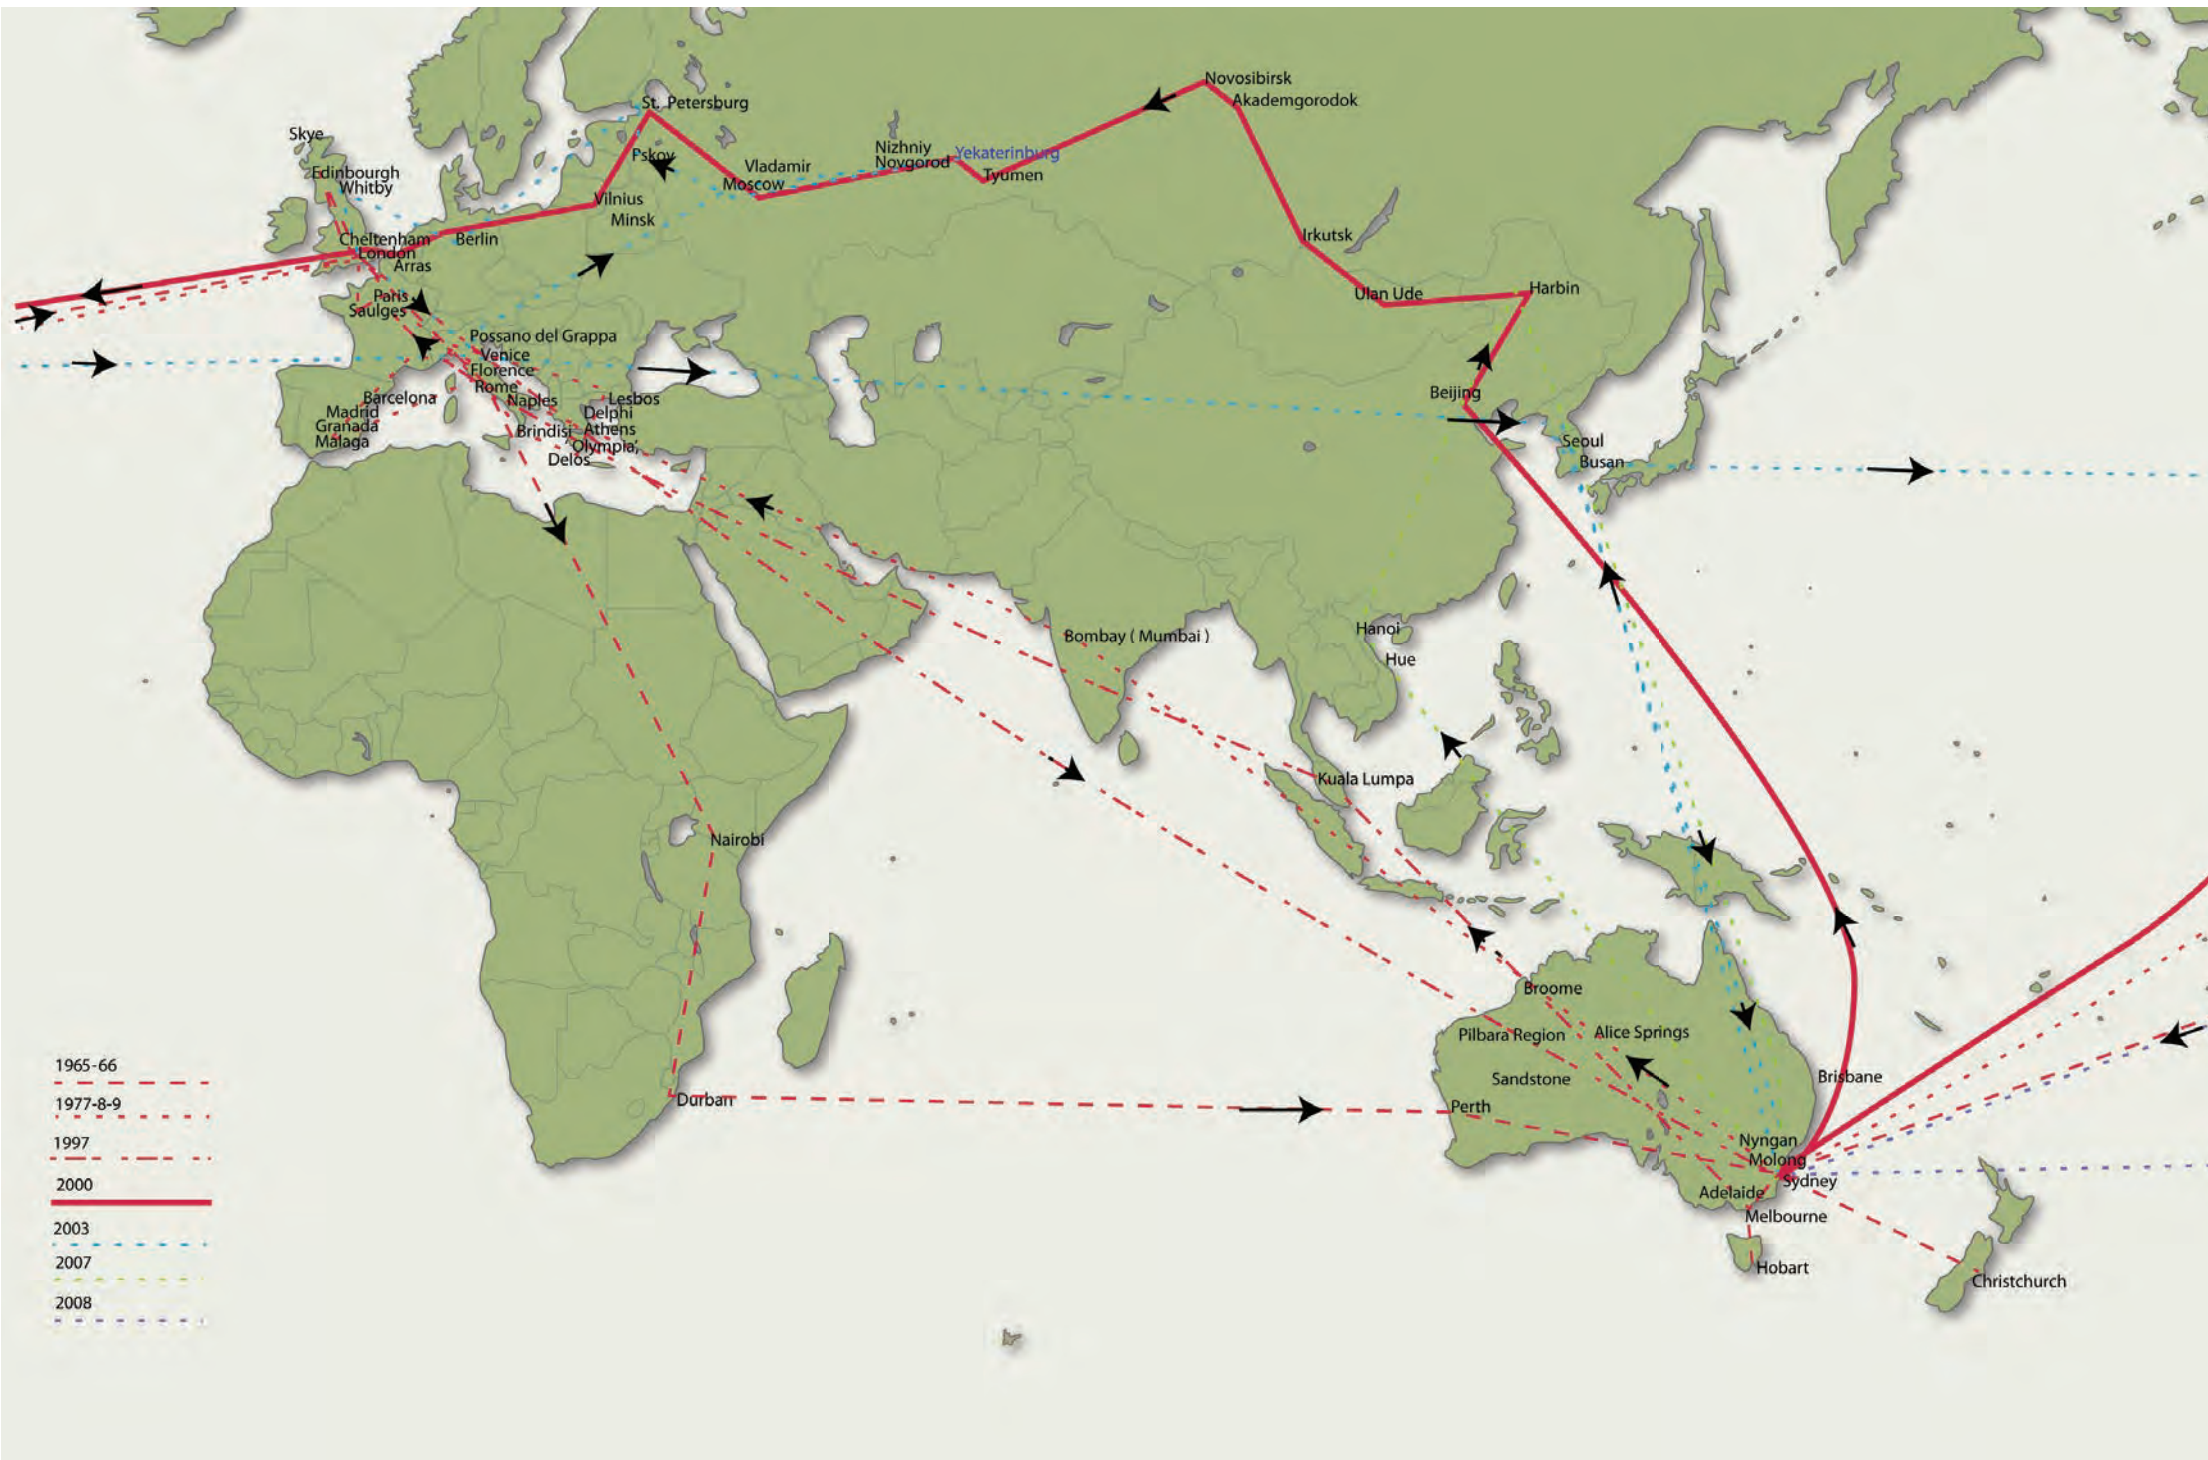 Novosibirsk
Akademgorodok
St. Petersburg
Skye
Pskov
Nizhniy
Novgorod
Yekaterinburg
Vladamir
Tyumen
Edinbourgh
Whitby
Moscow
Vilnius
Minsk
Cheltenham
Berlin
London
Arras
Irkutsk
Paris
Saulges
Ulan Ude
Harbin
Possano del Grappa
Venice
Florence
Rome
Naples
Barcelona
Madrid
Granada
Malaga
Lesbos
Delphi
Athens
Brindisi
'Olympia,'
Delos
Beijing
Seoul
Busan
Bombay ( Mumbai )
Hanoi
Hue
Kuala Lumpa
Nairobi
Broome
Pilbara Region
Alice Springs
Sandstone
Brisbane
Durban
Perth
Nyngan
Molong
Sydney
Adelaide
Melbourne
Hobart
Christchurch
1965-66
1977-8-9
1997
2000
2003
2007
2008